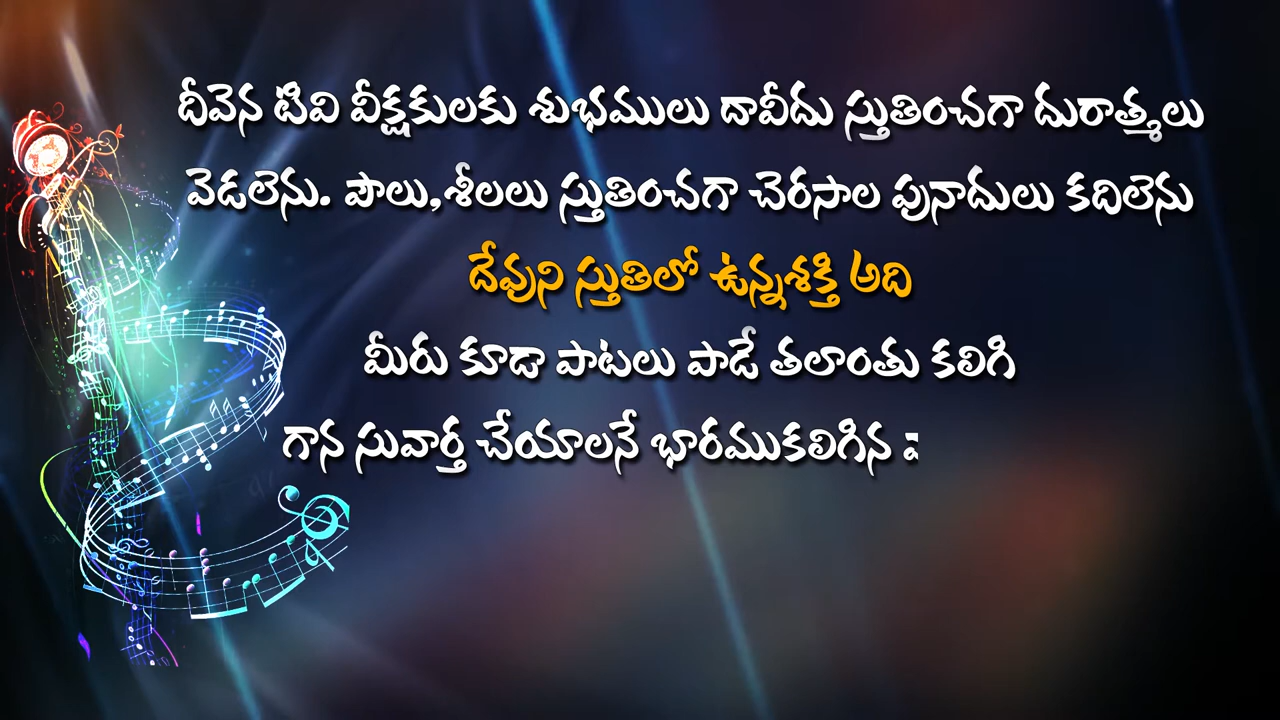 దీవెన టివి వీక్షకులకు శుభములు దావీదు స్తుతించగా దురాత్మలు
వెడలెను. పౌలు,శీలలు స్తుతించగా చెరసాల పునాదులు కదిలెను
దేవుని స్తుతిలో ఉన్నశక్తి అది
మీరు కూడా పాటలు పాడే తలాంతు కలిగి
గాన సువార్త చేయాలనే భారముకలిగిన